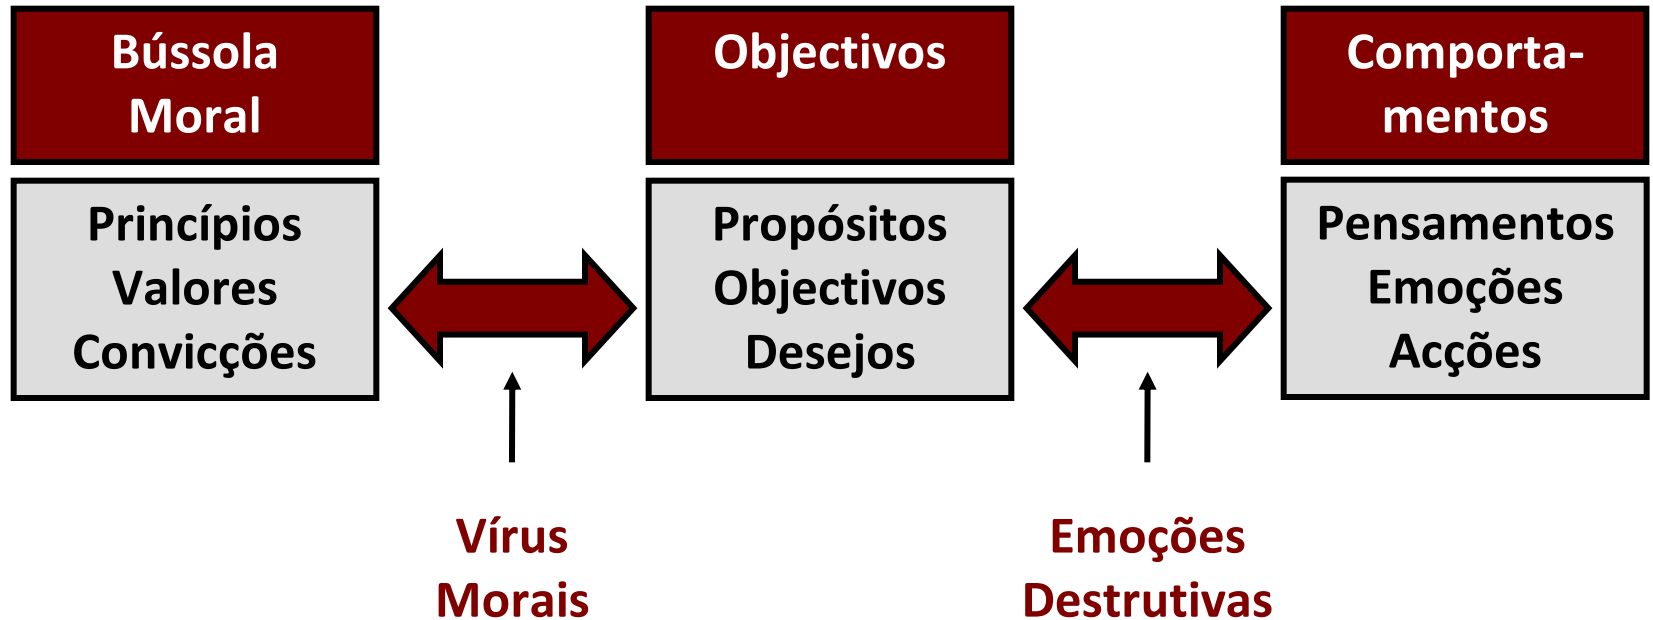 Bússola
Moral
Objectivos
Comporta-
mentos
Princípios
Valores
Convicções
Propósitos
Objectivos
Desejos
Pensamentos
Emoções
Acções
Vírus
Morais
Emoções
Destrutivas